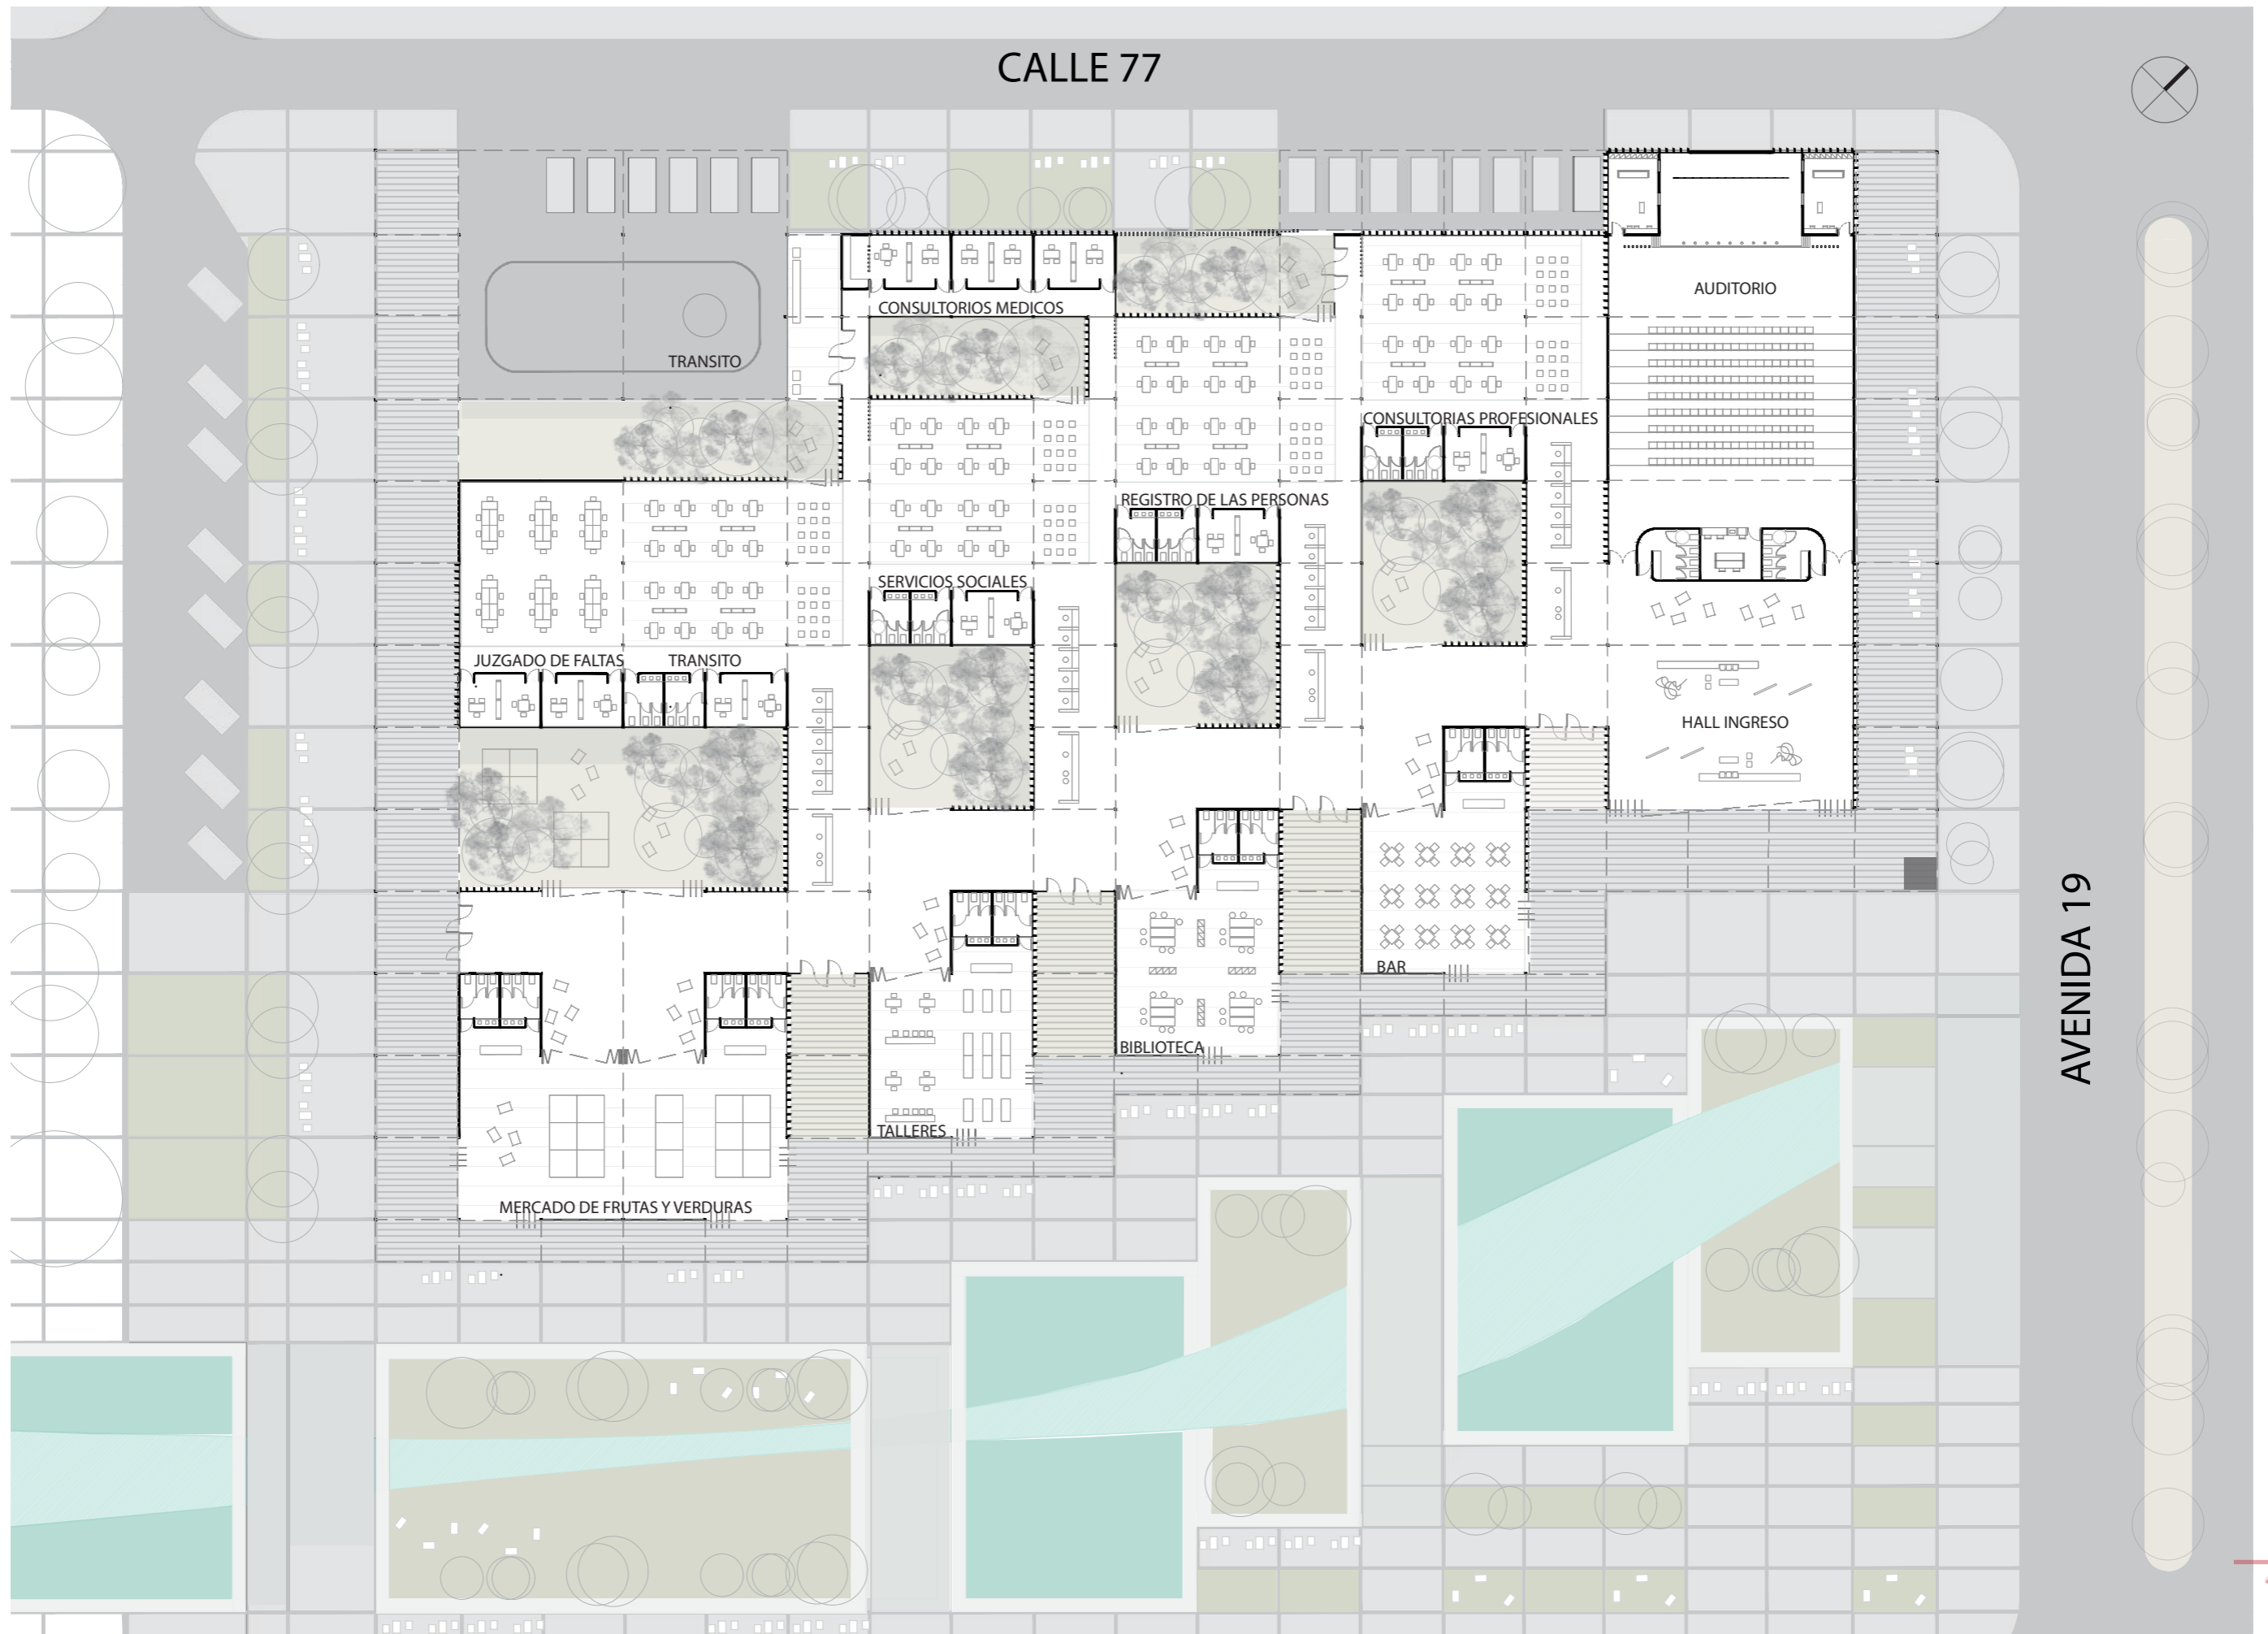 CALLE 77
AUDITORIO
CONSULTORIOS MEDICOS
TRANSITO
CONSULTORIAS PROFESIONALES
REGISTRO DE LAS PERSONAS
SERVICIOS SOCIALES
JUZGADO DE FALTAS
TRANSITO
HALL INGRESO
AVENIDA 19
BAR
BIBLIOTECA
TALLERES
MERCADO DE FRUTAS Y VERDURAS